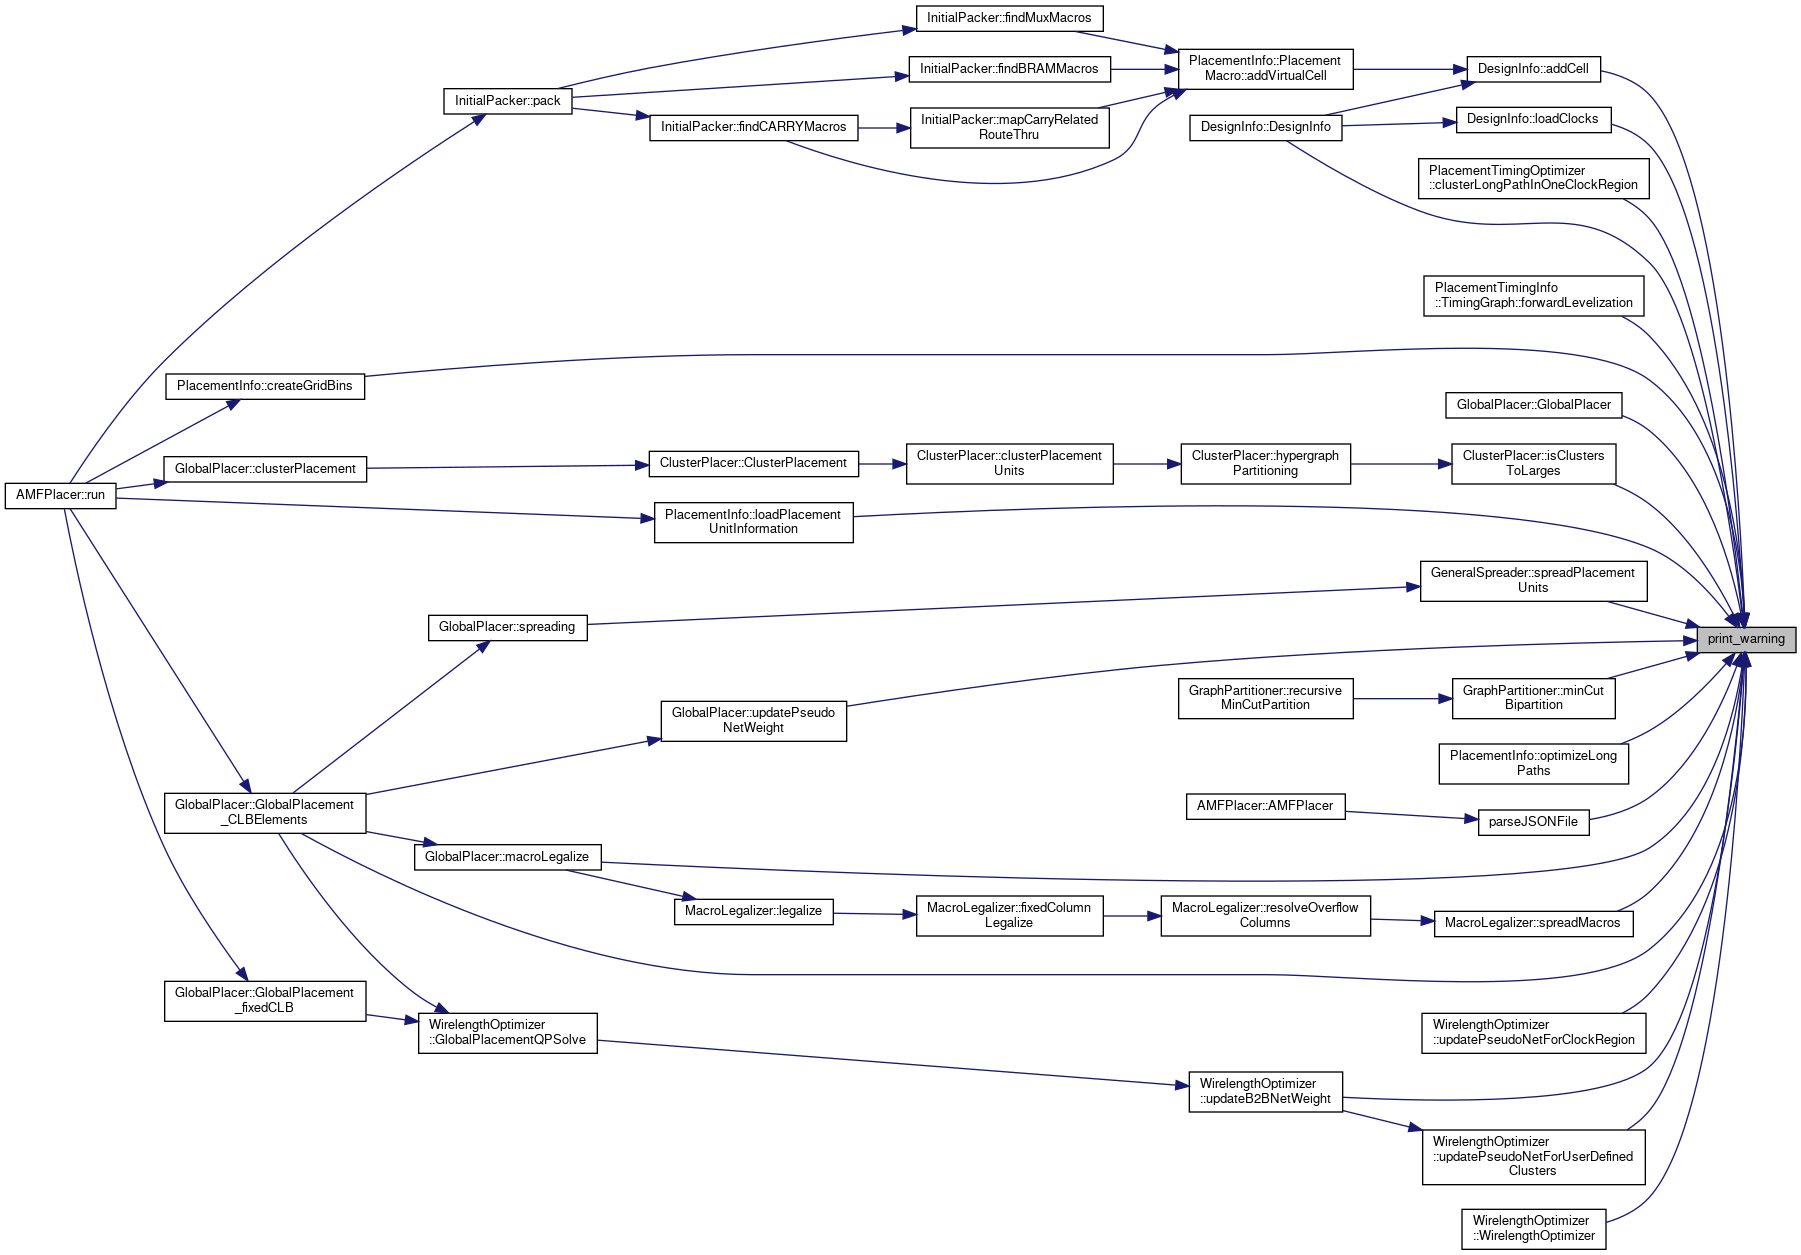 InitialPacker::findMuxMacros
PlacementInfo::Placement
Macro::addVirtualCell
DesignInfo::addCell
InitialPacker::findBRAMMacros
InitialPacker::pack
InitialPacker::findCARRYMacros
InitialPacker::mapCarryRelated
RouteThru
DesignInfo::DesignInfo
DesignInfo::loadClocks
PlacementTimingOptimizer
::clusterLongPathInOneClockRegion
PlacementTimingInfo
::TimingGraph::forwardLevelization
PlacementInfo::createGridBins
GlobalPlacer::GlobalPlacer
AMFPlacer::run
GlobalPlacer::clusterPlacement
ClusterPlacer::ClusterPlacement
ClusterPlacer::clusterPlacement
Units
ClusterPlacer::hypergraph
Partitioning
ClusterPlacer::isClusters
ToLarges
PlacementInfo::loadPlacement
UnitInformation
GeneralSpreader::spreadPlacement
Units
GlobalPlacer::spreading
print_warning
GlobalPlacer::updatePseudo
NetWeight
GraphPartitioner::recursive
MinCutPartition
GraphPartitioner::minCut
Bipartition
PlacementInfo::optimizeLong
Paths
GlobalPlacer::GlobalPlacement
_CLBElements
AMFPlacer::AMFPlacer
parseJSONFile
GlobalPlacer::macroLegalize
MacroLegalizer::legalize
MacroLegalizer::fixedColumn
Legalize
MacroLegalizer::resolveOverflow
Columns
MacroLegalizer::spreadMacros
GlobalPlacer::GlobalPlacement
_fixedCLB
WirelengthOptimizer
::GlobalPlacementQPSolve
WirelengthOptimizer
::updatePseudoNetForClockRegion
WirelengthOptimizer
::updateB2BNetWeight
WirelengthOptimizer
::updatePseudoNetForUserDefined
Clusters
WirelengthOptimizer
::WirelengthOptimizer